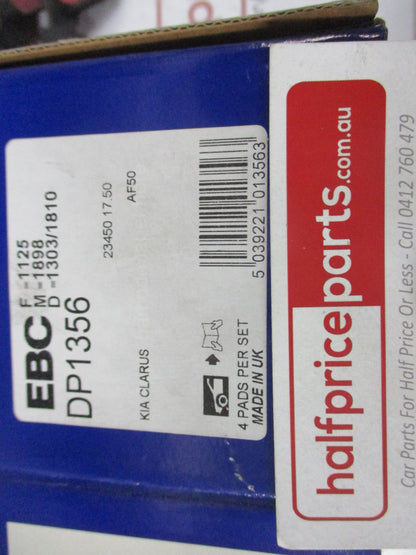 EBC
F =1125
M =1898
D =1303/1810
DP1356
23450 17.50
AF50
KIA CLARUS
5 039221 013563
4 PADS PER SET
MADE IN UK
halfpriceparts.com.au
Car Parts For Half Price Or Less - Call 0412 760 479